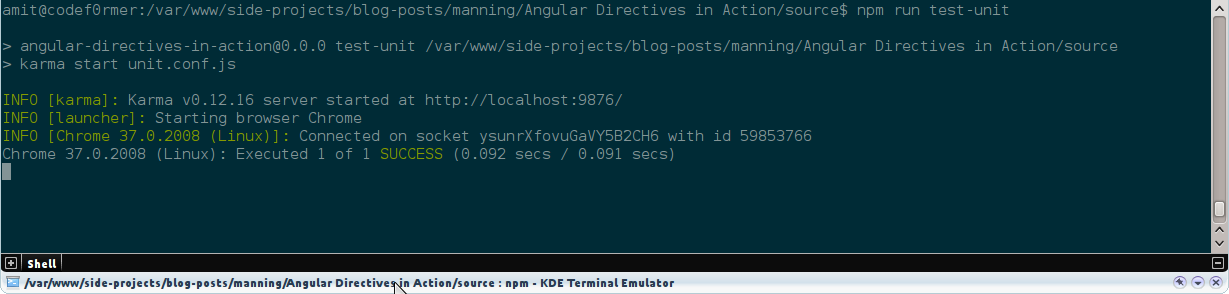 amit@codef0rmer:/var/www/side-projects/blog-posts/manning/Angular Directives in Action/source$ npm run test-unit
> angular-directives-in-action@0.0.0 test-unit /var/www/side-projects/blog-posts/manning/Angular Directives in Action/source
> karma start unit.conf.js
INFO [karma]: Karma v0.12.16 server started at http://localhost:9876/
INFO [launcher]: Starting browser Chrome
INFO [Chrome 37.0.2008 (Linux)]: Connected on socket ysunrXfovuGaVY5B2CH6 with id 59853766
Chrome 37.0.2008 (Linux): Executed 1 of 1 SUCCESS (0.092 secs / 0.091 secs)
Shell
/var/www/side-projects/blog-posts/manning/Angular Directives in Action/source : npm - KDE Terminal Emulator